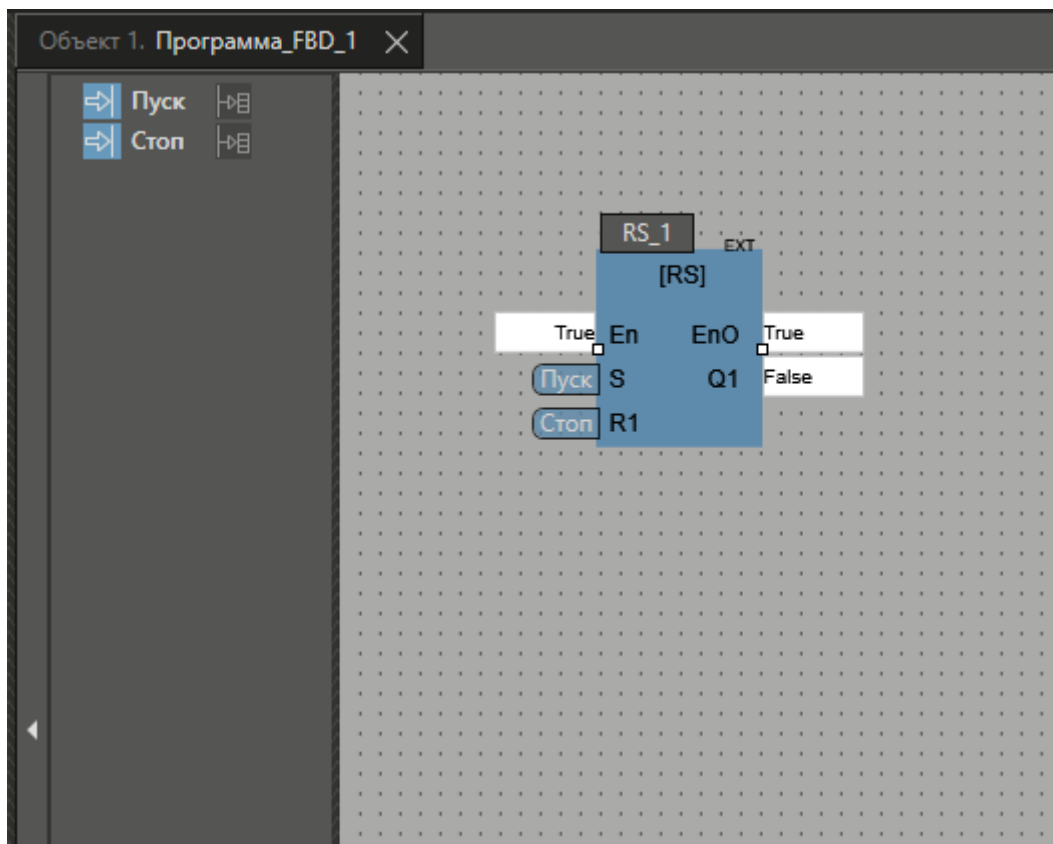 Объект 1. Программа_FBD_1
Пуск
Стоп
RS_1
EXT
[RS]
True En EnO True
Пуск S Q1 False
Стоп R1